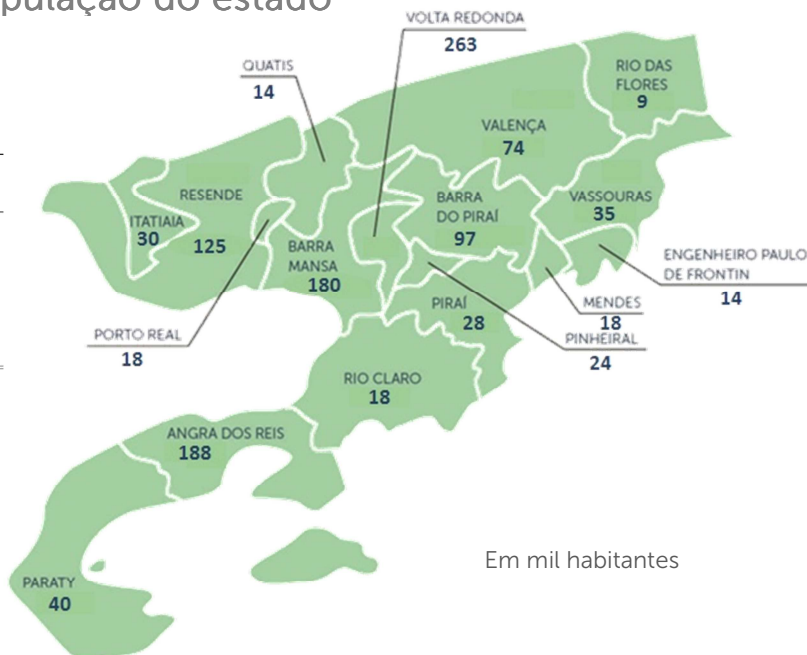 pulação do estado
VOLTA REDONDA
263
QUATIS
14
RIO DAS
FLORES
9
VALENÇA
74
RESENDE
125
ITATIAIA
30
BARRA
DO PIRAÍ
97
VASSOURAS
35
BARRA
MANSA
180
ENGENHEIRO PAULO
DE FRONTIN
14
PIRAÍ
28
MENDES
18
PINHEIRAL
24
PORTO REAL
18
RIO CLARO
18
ANGRA DOS REIS
188
Em mil habitantes
PARATY
40